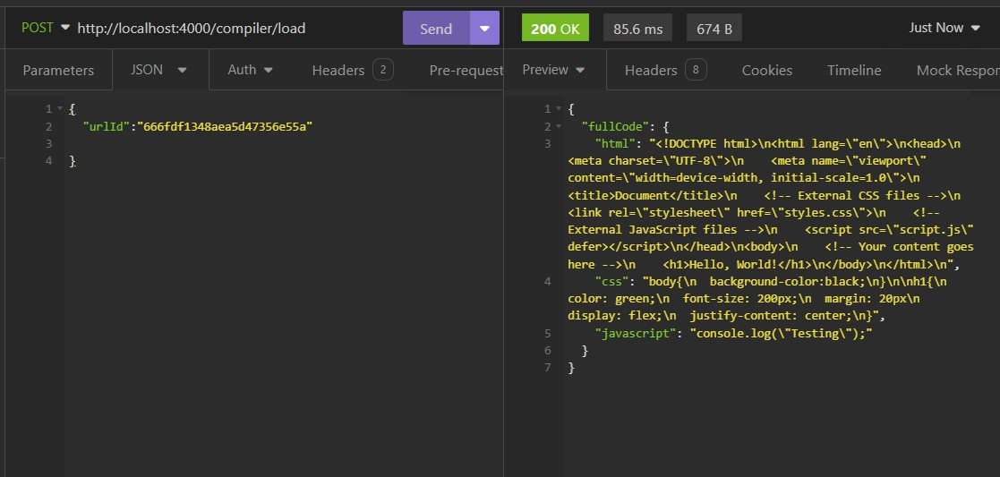 POST http://localhost:4000/compiler/load Send
200 OK 85.6 ms 674 B Just Now
Parameters JSON Auth Headers 2 Pre-request
Preview Headers 8 Cookies Timeline Mock Respor
1 {
2 "urlId":"666fdf1348aea5d47356e55a"
3
4 }
1 {
2 "fullCode": {
3 "html": "<!DOCTYPE html>\n<html lang=\"en\">\n<head>\n
<meta charset=\"UTF-8\">\n    <meta name=\"viewport\"
content=\"width=device-width, initial-scale=1.0\">\n
<title>Document</title>\n    <!-- External CSS files -->\n
<link rel=\"stylesheet\" href=\"styles.css\">\n    <!--
External JavaScript files -->\n    <script src=\"script.js\"
defer></script>\n</head>\n<body>\n    <!-- Your content goes
here -->\n    <h1>Hello, World!</h1>\n</body>\n</html>\n",
4 "css": "body{\n  background-color:black;\n}\n\nh1{\n
color: green;\n  font-size: 200px;\n  margin: 20px\n
display: flex;\n  justify-content: center;\n}",
5 "javascript": "console.log(\"Testing\");"
6 }
7 }